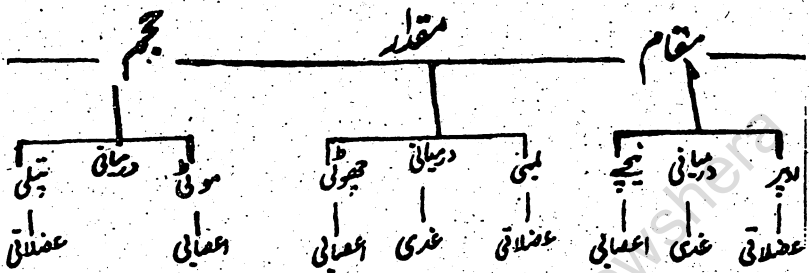 مقام مقدار حجم
اوپر درمیانی نیچے لمبی درمیانی چھوٹی موٹی درمیانی پتلی
عضلاتی غدی اعصابی عضلاتی غدی اعصابی اعصابی عضلاتی